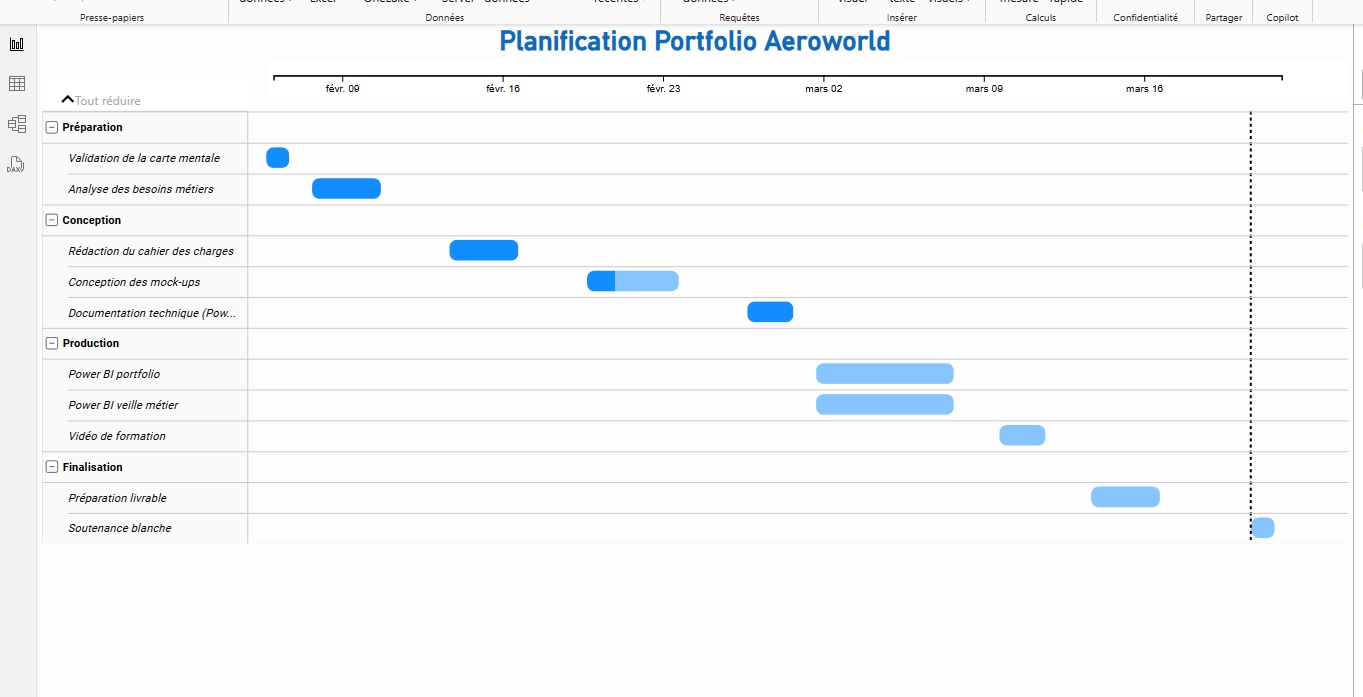 Presse-papiers Données Requêtes Insérer Calculs Confidentialité Partager Copilot
Planification Portfolio Aeroworld
févr. 09 févr. 16 févr. 23 mars 02 mars 09 mars 16
Tout réduire
Préparation
Validation de la carte mentale
Analyse des besoins métiers
Conception
Rédaction du cahier des charges
Conception des mock-ups
Documentation technique (Pow...
Production
Power BI portfolio
Power BI veille métier
Vidéo de formation
Finalisation
Préparation livrable
Soutenance blanche
DAX